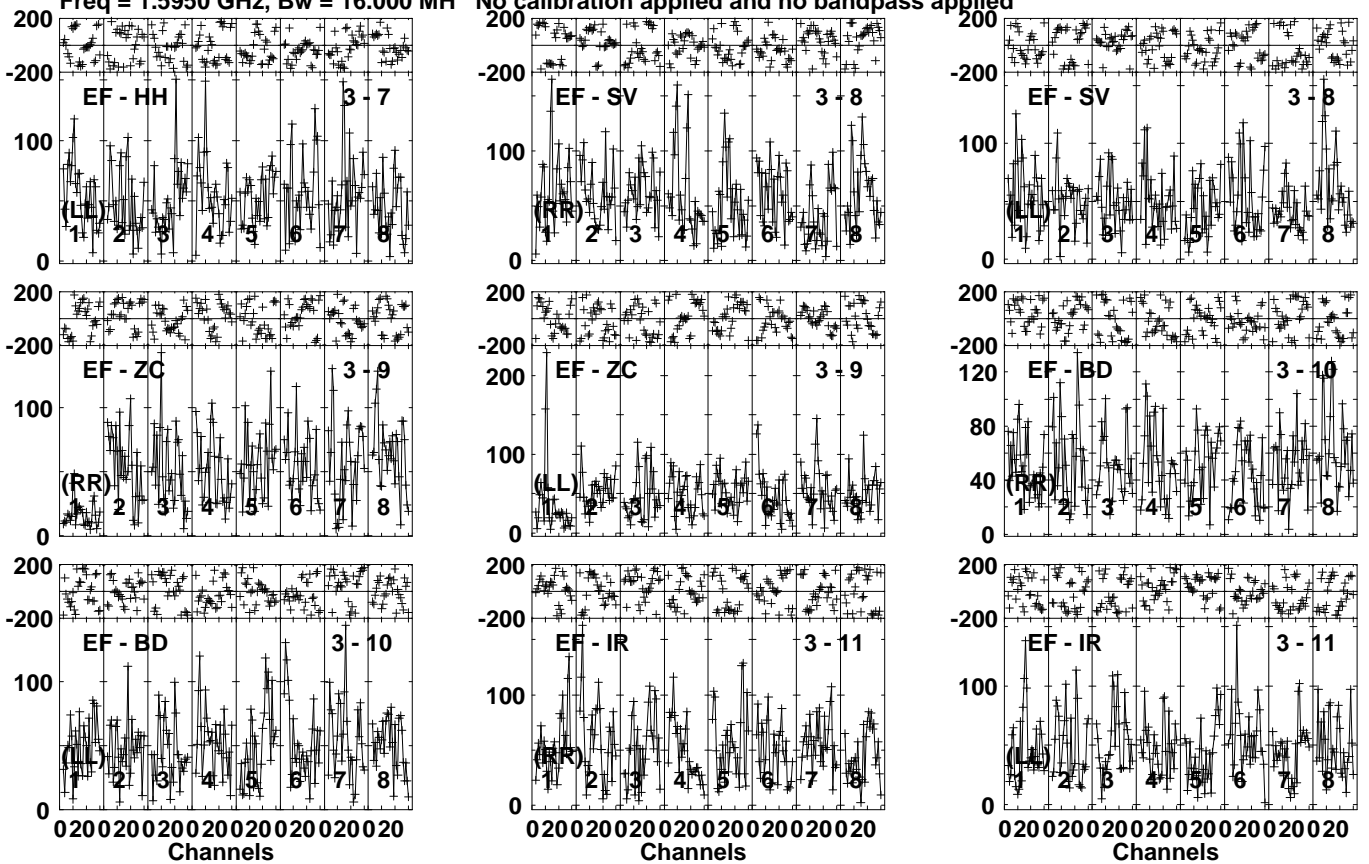 Freq = 1.5950 GHz, Bw = 16.000 MH No calibration applied and no bandpass applied
200
-200
EF - HH 3 - 7
100
(LL)
1 2 3 4 5 6 7 8
0
200
-200
EF - SV 3 - 8
100
(RR)
1 2 3 4 5 6 7 8
0
200
-200
EF - SV 3 - 8
100
(LL)
1 2 3 4 5 6 7 8
0
200
-200
EF - ZC 3 - 9
100
(RR)
1 2 3 4 5 6 7 8
0
200
-200
EF - ZC 3 - 9
200
100
(LL)
1 2 3 4 5 6 7 8
0
200
-200
EF - BD 3 - 10
120
80
40
(RR)
1 2 3 4 5 6 7 8
0
200
-200
EF - BD 3 - 10
100
(LL)
1 2 3 4 5 6 7 8
0
0 20 0 20 0 20 0 20 0 20 0 20 0 20 0 20
Channels
200
-200
EF - IR 3 - 11
100
(RR)
1 2 3 4 5 6 7 8
0
0 20 0 20 0 20 0 20 0 20 0 20 0 20 0 20
Channels
200
-200
EF - IR 3 - 11
100
(LL)
1 2 3 4 5 6 7 8
0
0 20 0 20 0 20 0 20 0 20 0 20 0 20 0 20
Channels